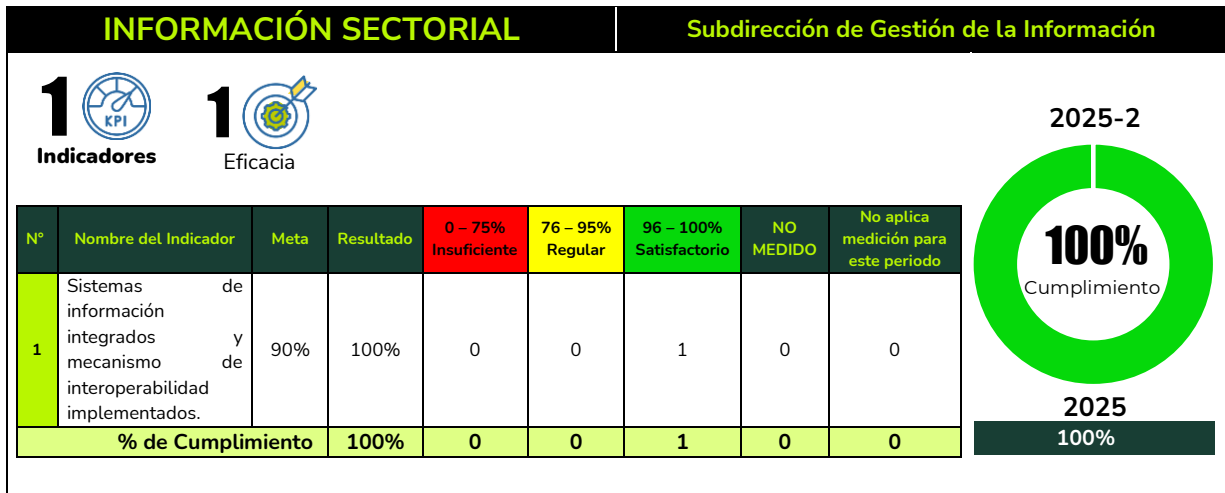 INFORMACIÓN SECTORIAL
Subdirección de Gestión de la Información
1 KPI
Indicadores
1
Eficacia
2025-2
100%
Cumplimiento
2025
100%
N° Nombre del Indicador Meta Resultado 0 – 75% Insuficiente 76 – 95% Regular 96 – 100% Satisfactorio NO MEDIDO No aplica medición para este periodo
1 Sistemas de información integrados y mecanismo de interoperabilidad implementados. 90% 100% 0 0 1 0 0
% de Cumplimiento 100% 0 0 1 0 0